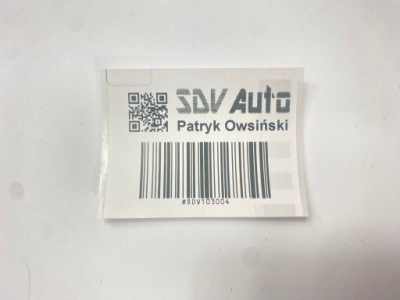 SDV Auto
Patryk Owsiński
#SDV103004